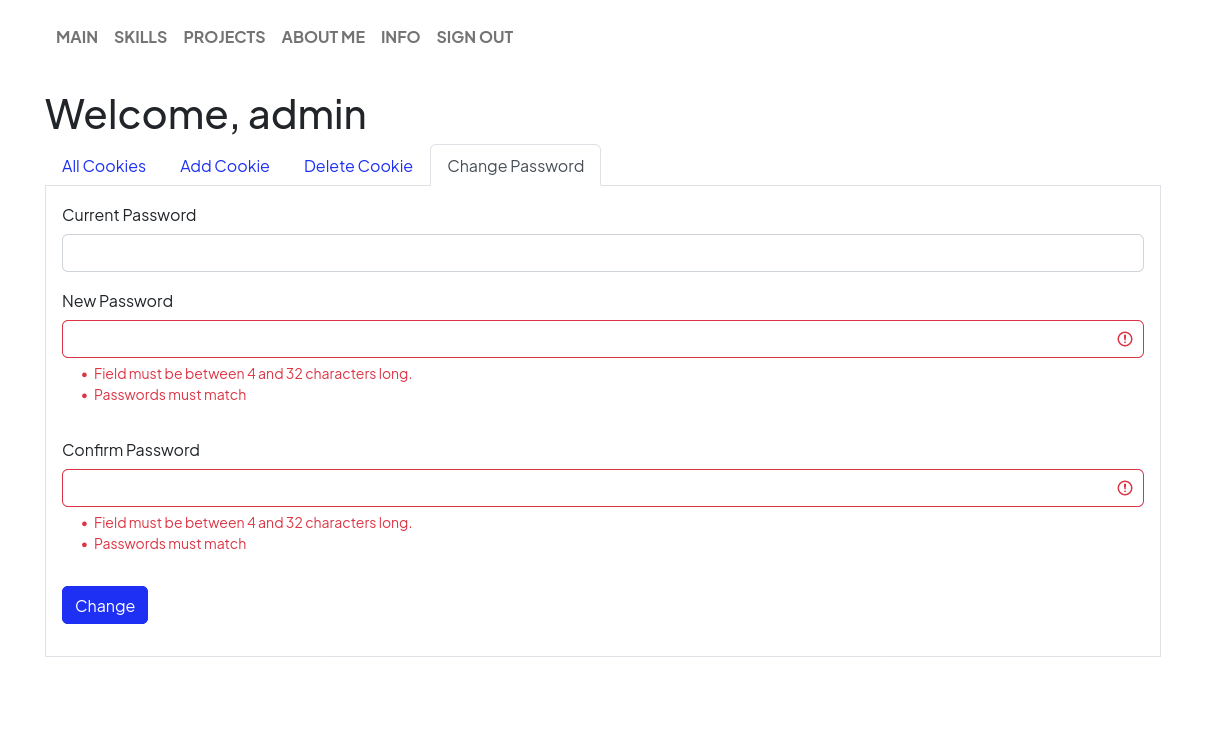 MAIN SKILLS PROJECTS ABOUT ME INFO SIGN OUT
Welcome, admin
All Cookies Add Cookie Delete Cookie Change Password
Current Password
New Password
• Field must be between 4 and 32 characters long.
• Passwords must match
Confirm Password
• Field must be between 4 and 32 characters long.
• Passwords must match
Change